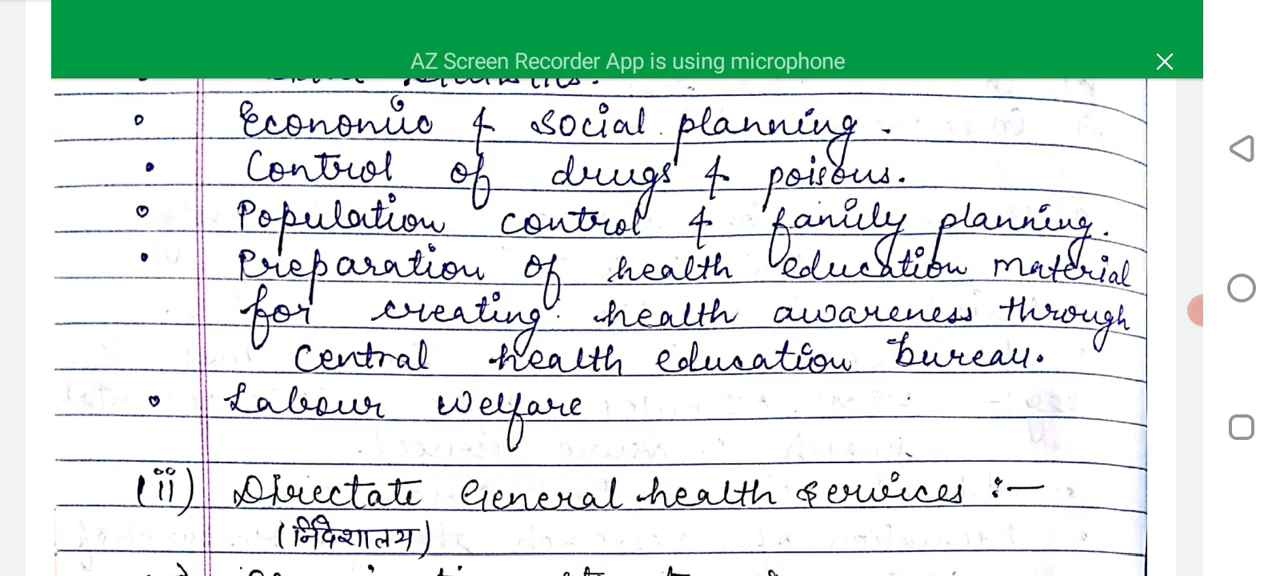 AZ Screen Recorder App is using microphone
Economic & social planning.
Control of drugs & poisons.
Population control & family planning.
Preparation of health education material
for creating health awareness through
central health education bureau.
Labour welfare
(ii) Directate General health services :-
(निदेशालय)